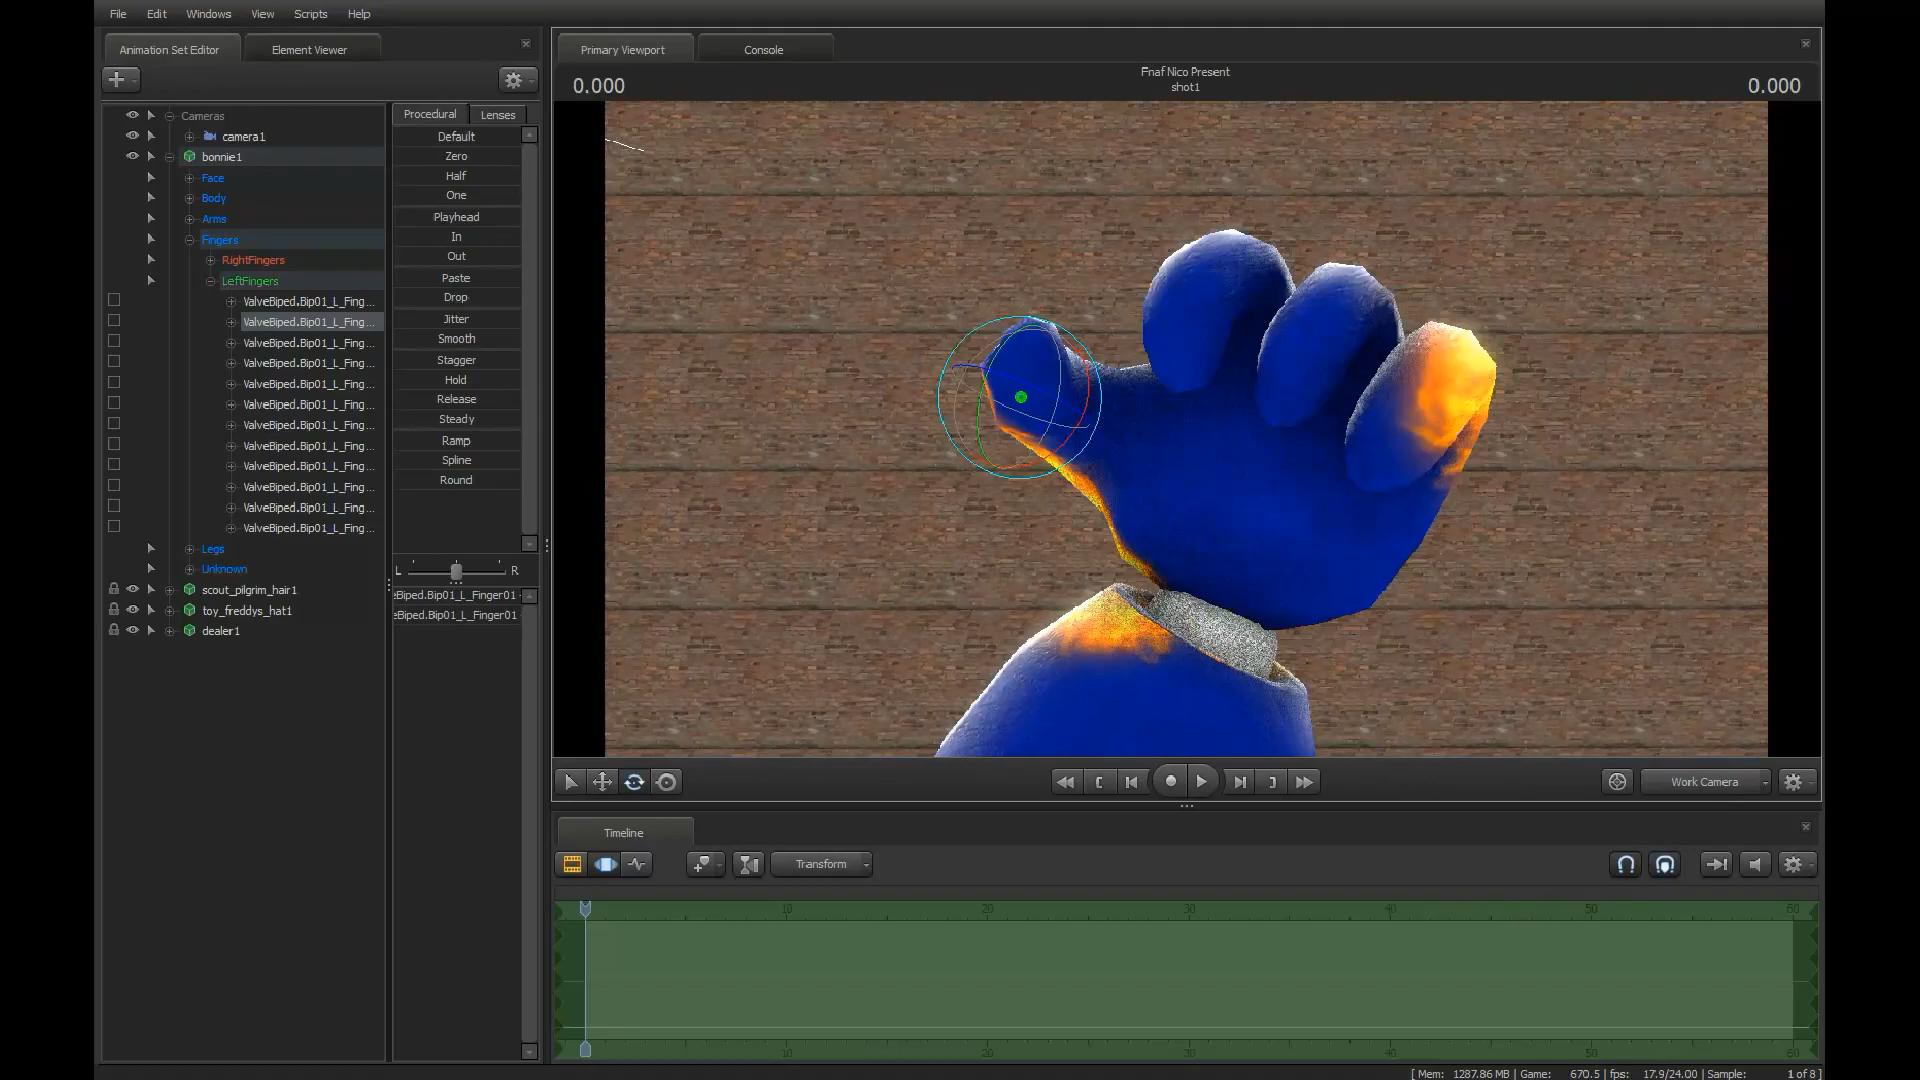 File Edit Windows View Scripts Help
Animation Set Editor Element Viewer
Primary Viewport Console
0.000 Fnaf Nico Present 0.000
shot1
Procedural Lenses
Cameras
camera1
bonnie1
Face
Body
Arms
Fingers
RightFingers
LeftFingers
ValveBiped.Bip01_L_Fing...
ValveBiped.Bip01_L_Fing...
ValveBiped.Bip01_L_Fing...
ValveBiped.Bip01_L_Fing...
ValveBiped.Bip01_L_Fing...
ValveBiped.Bip01_L_Fing...
ValveBiped.Bip01_L_Fing...
ValveBiped.Bip01_L_Fing...
ValveBiped.Bip01_L_Fing...
ValveBiped.Bip01_L_Fing...
ValveBiped.Bip01_L_Fing...
ValveBiped.Bip01_L_Fing...
Legs
Unknown
scout_pilgrim_hair1
toy_freddys_hat1
dealer1
Default
Zero
Half
One
Playhead
In
Out
Paste
Drop
Jitter
Smooth
Stagger
Hold
Release
Steady
Ramp
Spline
Round
L R
eBiped.Bip01_L_Finger01
eBiped.Bip01_L_Finger01
Work Camera
Timeline
Transform
10 20 30 40 50 60
10 20 30 40 50 60
[ Mem: 1287.86 MB | Game: 670.5 | fps: 17.9/24.00 | Sample: 1 of 8 ]